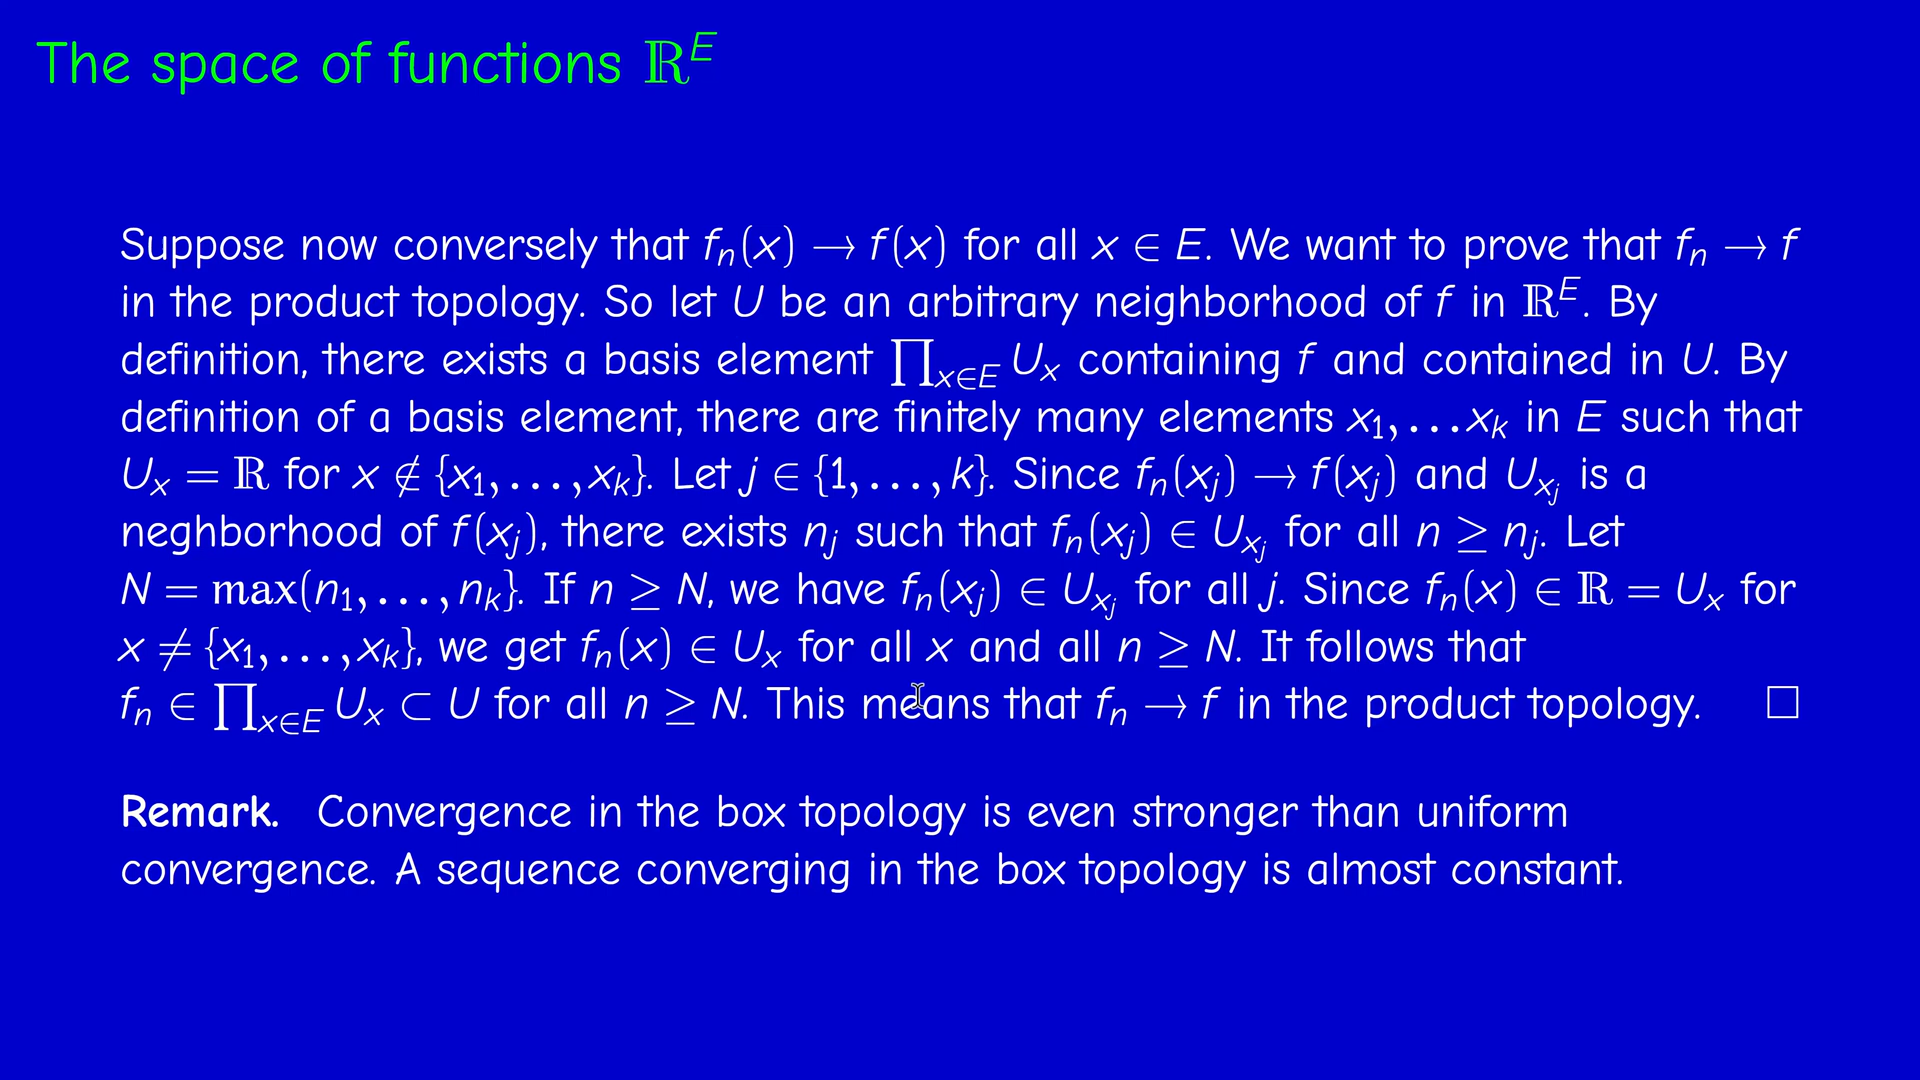 The space of functions ℝ^E
Suppose now conversely that f_n(x) → f(x) for all x ∈ E. We want to prove that f_n → f
in the product topology. So let U be an arbitrary neighborhood of f in ℝ^E. By
definition, there exists a basis element ∏_{x∈E} U_x containing f and contained in U. By
definition of a basis element, there are finitely many elements x_1, …x_k in E such that
U_x = ℝ for x ∉ {x_1, …, x_k}. Let j ∈ {1, …, k}. Since f_n(x_j) → f(x_j) and U_{x_j} is a
neghborhood of f(x_j), there exists n_j such that f_n(x_j) ∈ U_{x_j} for all n ≥ n_j. Let
N = max(n_1, …, n_k}. If n ≥ N, we have f_n(x_j) ∈ U_{x_j} for all j. Since f_n(x) ∈ ℝ = U_x for
x ≠ {x_1, …, x_k}, we get f_n(x) ∈ U_x for all x and all n ≥ N. It follows that
f_n ∈ ∏_{x∈E} U_x ⊂ U for all n ≥ N. This means that f_n → f in the product topology. □
Remark. Convergence in the box topology is even stronger than uniform
convergence. A sequence converging in the box topology is almost constant.